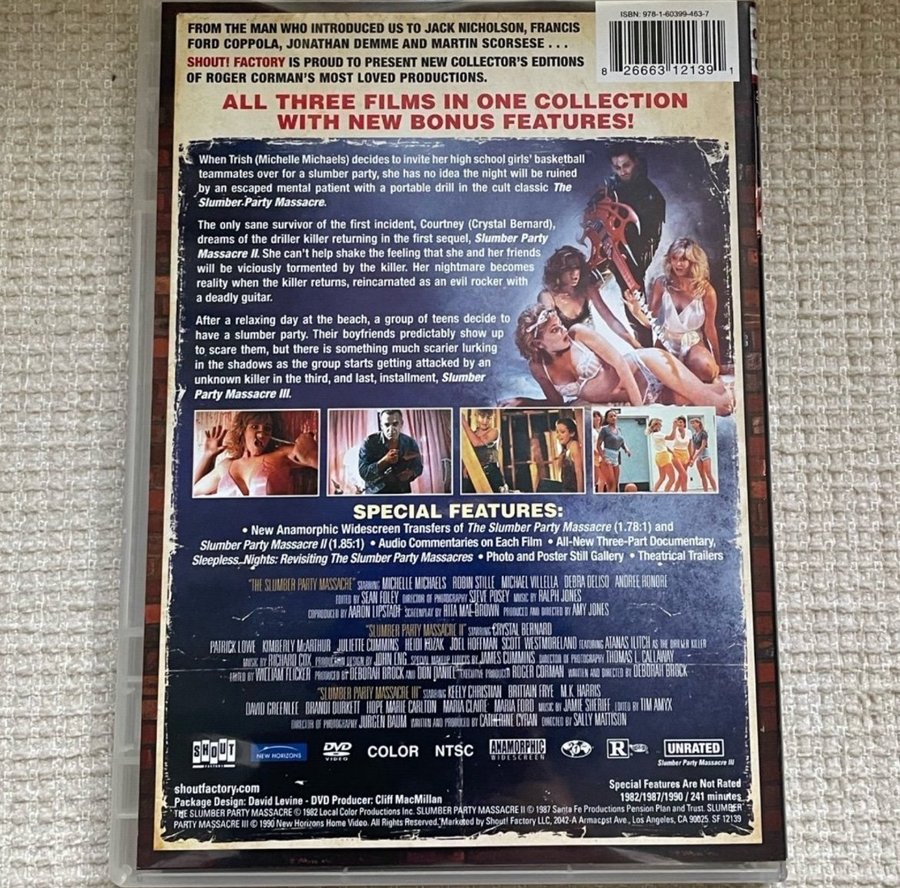 FROM THE MAN WHO INTRODUCED US TO JACK NICHOLSON, FRANCIS
FORD COPPOLA, JONATHAN DEMME AND MARTIN SCORSESE . . .
SHOUT! FACTORY IS PROUD TO PRESENT NEW COLLECTOR'S EDITIONS
OF ROGER CORMAN'S MOST LOVED PRODUCTIONS.
ISBN: 978-1-60399-463-7
8 26663 12139 1
ALL THREE FILMS IN ONE COLLECTION
WITH NEW BONUS FEATURES!
When Trish (Michelle Michaels) decides to invite her high school girls' basketball
teammates over for a slumber party, she has no idea the night will be ruined
by an escaped mental patient with a portable drill in the cult classic The
Slumber Party Massacre.
The only sane survivor of the first incident, Courtney (Crystal Bernard),
dreams of the driller killer returning in the first sequel, Slumber Party
Massacre II. She can't help shake the feeling that she and her friends
will be viciously tormented by the killer. Her nightmare becomes
reality when the killer returns, reincarnated as an evil rocker with
a deadly guitar.
After a relaxing day at the beach, a group of teens decide to
have a slumber party. Their boyfriends predictably show up
to scare them, but there is something much scarier lurking
in the shadows as the group starts getting attacked by an
unknown killer in the third, and last, installment, Slumber
Party Massacre III.
SPECIAL FEATURES:
• New Anamorphic Widescreen Transfers of The Slumber Party Massacre (1.78:1) and
Slumber Party Massacre II (1.85:1) • Audio Commentaries on Each Film • All-New Three-Part Documentary,
Sleepless Nights: Revisiting The Slumber Party Massacres • Photo and Poster Still Gallery • Theatrical Trailers
"THE SLUMBER PARTY MASSACRE" STARRING MICHELLE MICHAELS ROBIN STILLE MICHAEL VILLELLA DEBRA DELISO ANDREE HONORE
EDITED BY SEAN FOLEY DIRECTOR OF PHOTOGRAPHY STEVE POSEY MUSIC BY RALPH JONES
COPRODUCED BY AARON LIPSTADT SCREENPLAY BY RITA MAE BROWN PRODUCED AND DIRECTED BY AMY JONES
"SLUMBER PARTY MASSACRE II" STARRING CRYSTAL BERNARD
PATRICK LOWE KIMBERLY McARTHUR JULIETTE CUMMINS HEIDI KOZAK JOEL HOFFMAN SCOTT WESTMORELAND FEATURING ATANAS ILITCH AS THE DRILLER KILLER
MUSIC BY RICHARD COX PRODUCTION DESIGN BY JOHN ENG SPECIAL MAKEUP EFFECTS BY JAMES CUMMINS DIRECTOR OF PHOTOGRAPHY THOMAS L. CALLAWAY
EDITED BY WILLIAM FLICKER PRODUCED BY DEBORAH BROCK AND DON DANIEL EXECUTIVE PRODUCER ROGER CORMAN WRITTEN AND DIRECTED BY DEBORAH BROCK
"SLUMBER PARTY MASSACRE III" STARRING KEELY CHRISTIAN BRITTAIN FRYE M.K. HARRIS
DAVID GREENLEE BRANDI BURKETT HOPE MARIE CARLTON MARIA CLAIRE MARIA FORD MUSIC BY JAMIE SHERIFF EDITED BY TIM AMYX
DIRECTOR OF PHOTOGRAPHY JURGEN BAUM WRITTEN AND PRODUCED BY CATHERINE CYRAN DIRECTED BY SALLY MATTISON
SHOUT FACTORY NEW HORIZONS DVD VIDEO COLOR NTSC ANAMORPHIC WIDESCREEN R UNRATED
Slumber Party Massacre III
shoutfactory.com
Package Design: David Levine - DVD Producer: Cliff MacMillan
Special Features Are Not Rated
1982/1987/1990 / 241 minutes
THE SLUMBER PARTY MASSACRE © 1982 Local Color Productions Inc. SLUMBER PARTY MASSACRE II © 1987 Santa Fe Productions Pension Plan and Trust. SLUMBER
PARTY MASSACRE III © 1990 New Horizons Home Video. All Rights Reserved. Marketed by Shout! Factory LLC, 2042-A Armacost Ave., Los Angeles, CA 90025. SF 12139